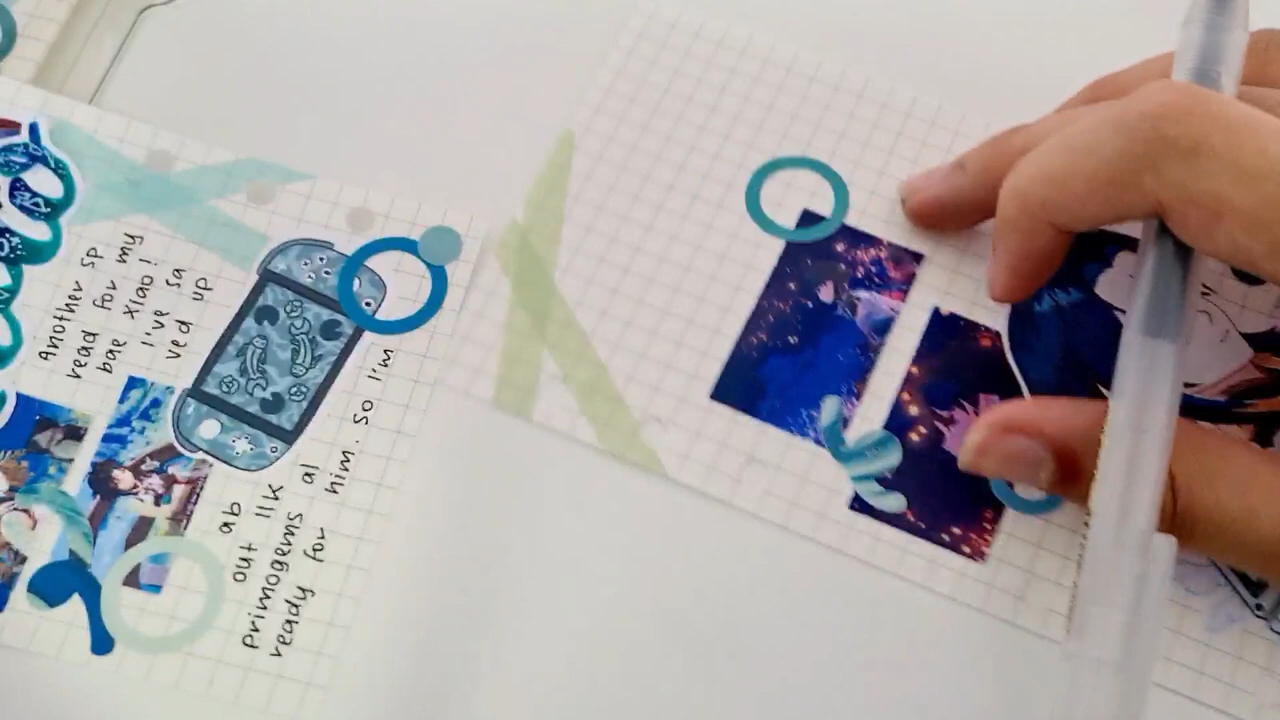 Another sp
read for my
bae Xiao!
I've sa
ved up
ab
out 11k
primogems al
ready for him. So I'm